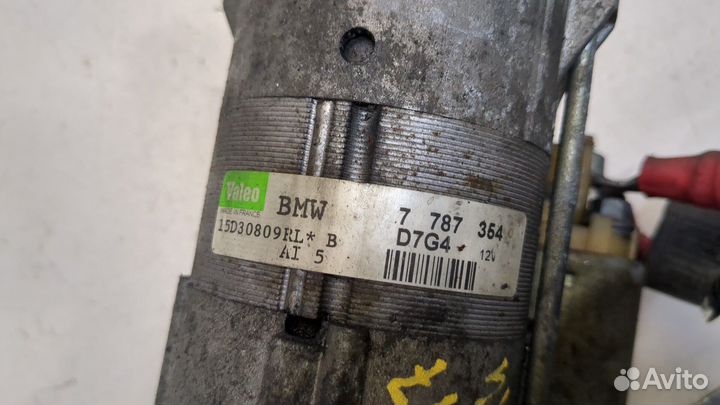 Valeo
MADE IN FRANCE
BMW
7 787 354
15D30809RL* B
D7G4
12V
AI 5
Avito